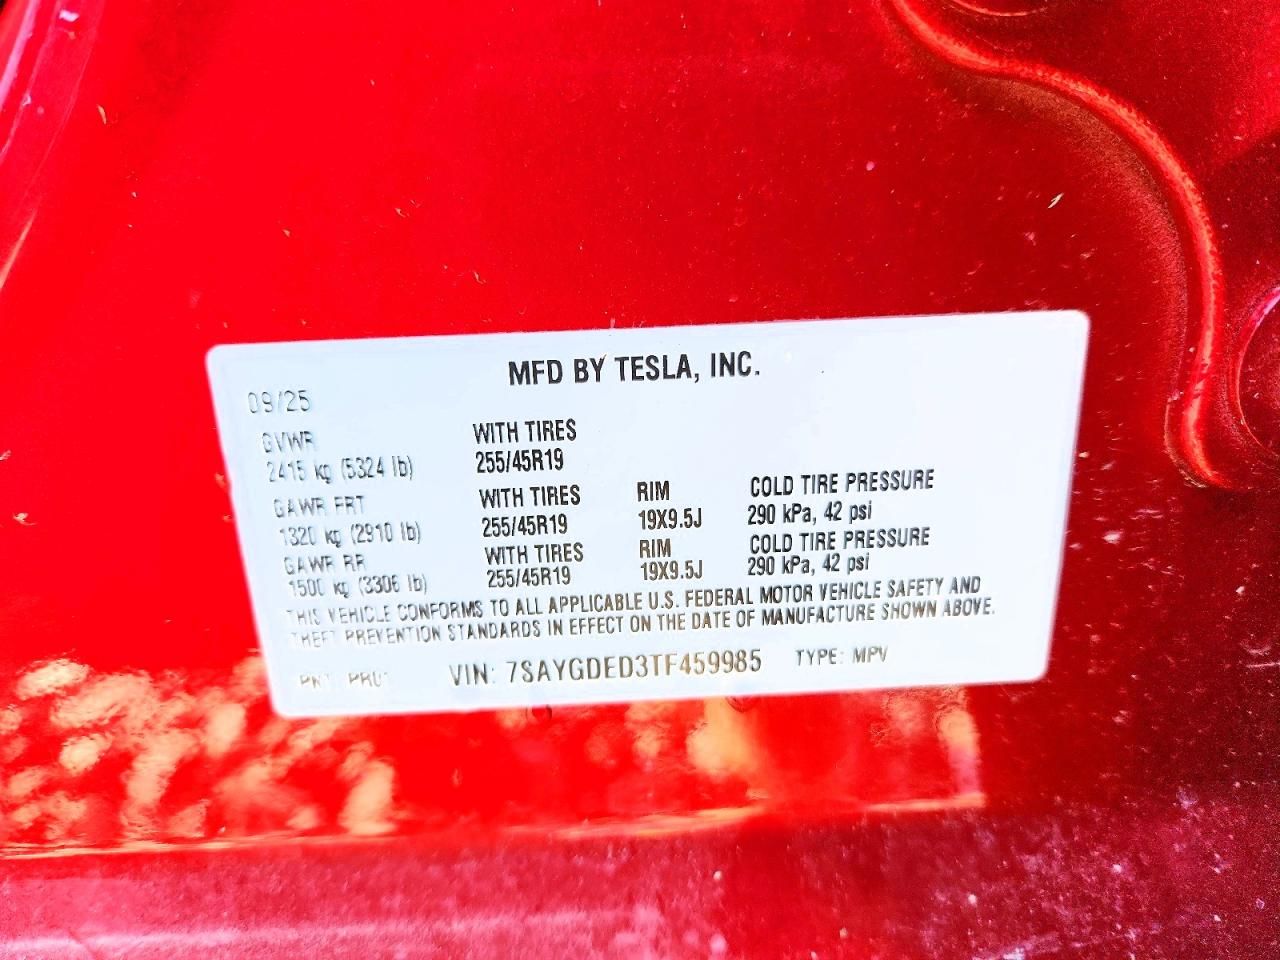 MFD BY TESLA, INC.
09/25
GVWR WITH TIRES
2415 kg (5324 lb) 255/45R19
GAWR FRT WITH TIRES RIM COLD TIRE PRESSURE
1320 kg (2910 lb) 255/45R19 19X9.5J 290 kPa, 42 psi
GAWR RR WITH TIRES RIM COLD TIRE PRESSURE
1500 kg (3306 lb) 255/45R19 19X9.5J 290 kPa, 42 psi
THIS VEHICLE CONFORMS TO ALL APPLICABLE U.S. FEDERAL MOTOR VEHICLE SAFETY AND
THEFT PREVENTION STANDARDS IN EFFECT ON THE DATE OF MANUFACTURE SHOWN ABOVE.
VIN: 7SAYGDED3TF459985 TYPE: MPV